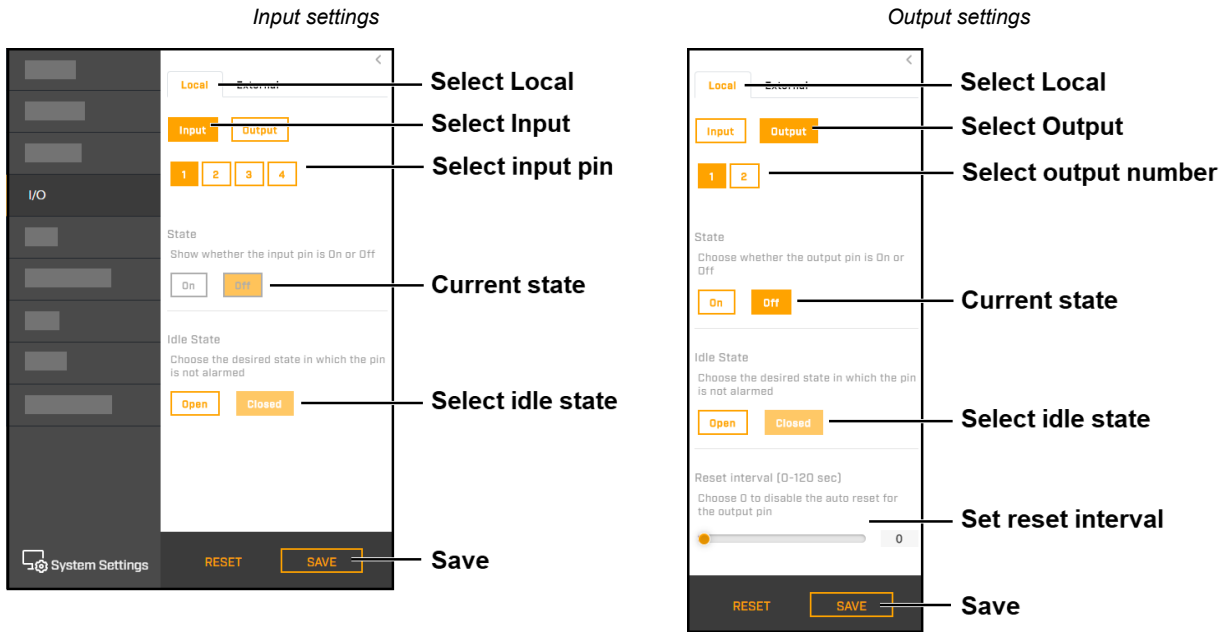 Input settings
Output settings
Local
External
Select Local
Input
Output
Select Input
1 2 3 4
Select input pin
I/O
State
Show whether the input pin is On or Off
On
Off
Current state
Idle State
Choose the desired state in which the pin
is not alarmed
Open
Closed
Select idle state
System Settings
RESET
SAVE
Save
Local
External
Select Local
Input
Output
Select Output
1 2
Select output number
State
Choose whether the output pin is On or
Off
On
Off
Current state
Idle State
Choose the desired state in which the pin
is not alarmed
Open
Closed
Select idle state
Reset interval (0-120 sec)
Choose 0 to disable the auto reset for
the output pin
0
Set reset interval
RESET
SAVE
Save